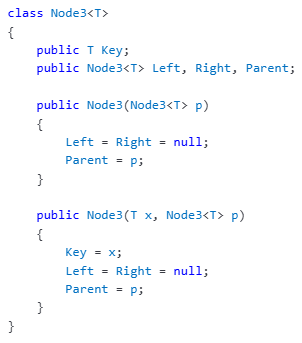 class Node3<T>
{
    public T Key;
    public Node3<T> Left, Right, Parent;

    public Node3(Node3<T> p)
    {
        Left = Right = null;
        Parent = p;
    }

    public Node3(T x, Node3<T> p)
    {
        Key = x;
        Left = Right = null;
        Parent = p;
    }
}